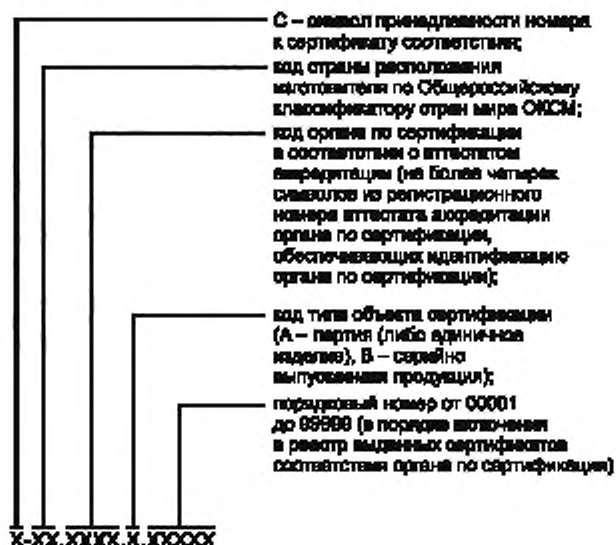 С – символ принадлежности номера
к сертификату соответствия;
код страны расположения
изготовителя по Общероссийскому
классификатору стран мира ОКСМ;
код органа по сертификации
в соответствии с аттестатом
аккредитации (не более четырех
символов из регистрационного
номера аттестата аккредитации
органа по сертификации,
обеспечивающих идентификацию
органа по сертификации);
код типа объекта сертификации
(А – партия (либо единичное
изделие), В – серийно
выпускаемая продукция);
порядковый номер от 00001
до 99999 (в порядке включения
в реестр выданных сертификатов
соответствия органа по сертификации)
X-XX.XXXX.X.XXXXX